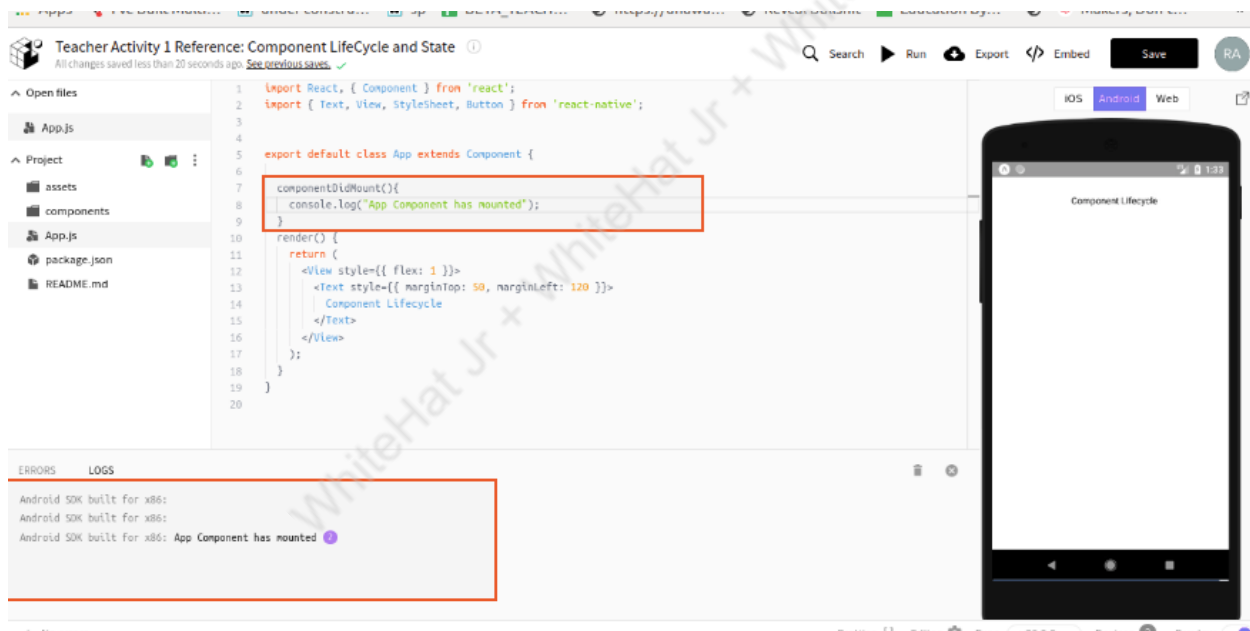 Teacher Activity 1 Reference: Component LifeCycle and State
All changes saved less than 20 seconds ago. See previous saves.
Search Run Export Embed Save RA
Open files
App.js
Project
assets
components
App.js
package.json
README.md
1 import React, { Component } from 'react';
2 import { Text, View, StyleSheet, Button } from 'react-native';
3
4
5 export default class App extends Component {
6
7 componentDidMount(){
8 console.log("App Component has mounted");
9 }
10 render() {
11 return (
12 <View style={{ flex: 1 }}>
13 <Text style={{ marginTop: 50, marginLeft: 120 }}>
14 Component Lifecycle
15 </Text>
16 </View>
17 );
18 }
19 }
20
iOS Android Web
1:33
Component Lifecycle
ERRORS LOGS
Android SDK built for x86:
Android SDK built for x86:
Android SDK built for x86: App Component has mounted 2
WhiteHat Jr + WhiteHat Jr + Whi